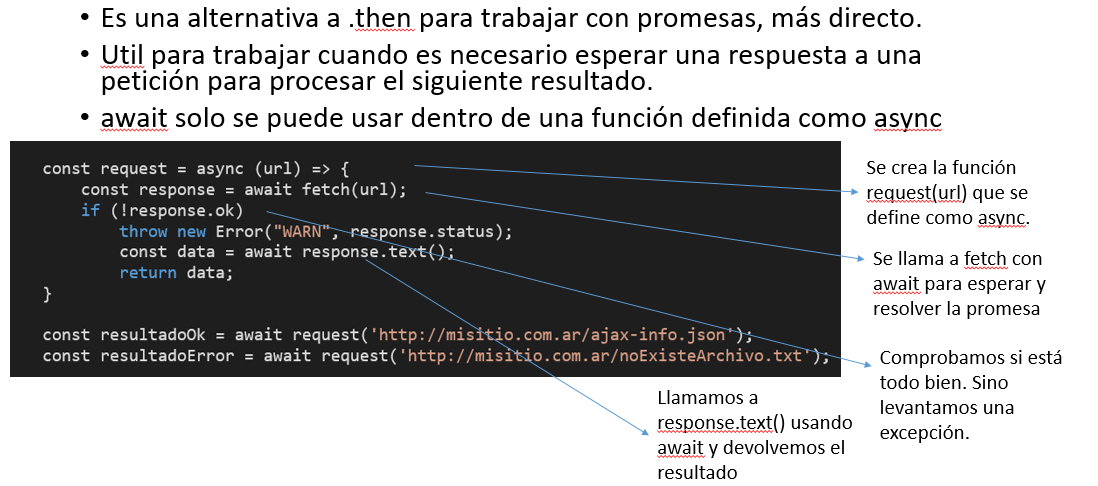 • Es una alternativa a .then para trabajar con promesas, más directo.
• Util para trabajar cuando es necesario esperar una respuesta a una
petición para procesar el siguiente resultado.
• await solo se puede usar dentro de una función definida como async
const request = async (url) => {
    const response = await fetch(url);
    if (!response.ok)
        throw new Error("WARN", response.status);
        const data = await response.text();
        return data;
}
const resultadoOk = await request('http://misitio.com.ar/ajax-info.json');
const resultadoError = await request('http://misitio.com.ar/noExisteArchivo.txt');
Se crea la función
request(url) que se
define como async.
Se llama a fetch con
await para esperar y
resolver la promesa
Comprobamos si está
todo bien. Sino
levantamos una
excepción.
Llamamos a
response.text() usando
await y devolvemos el
resultado